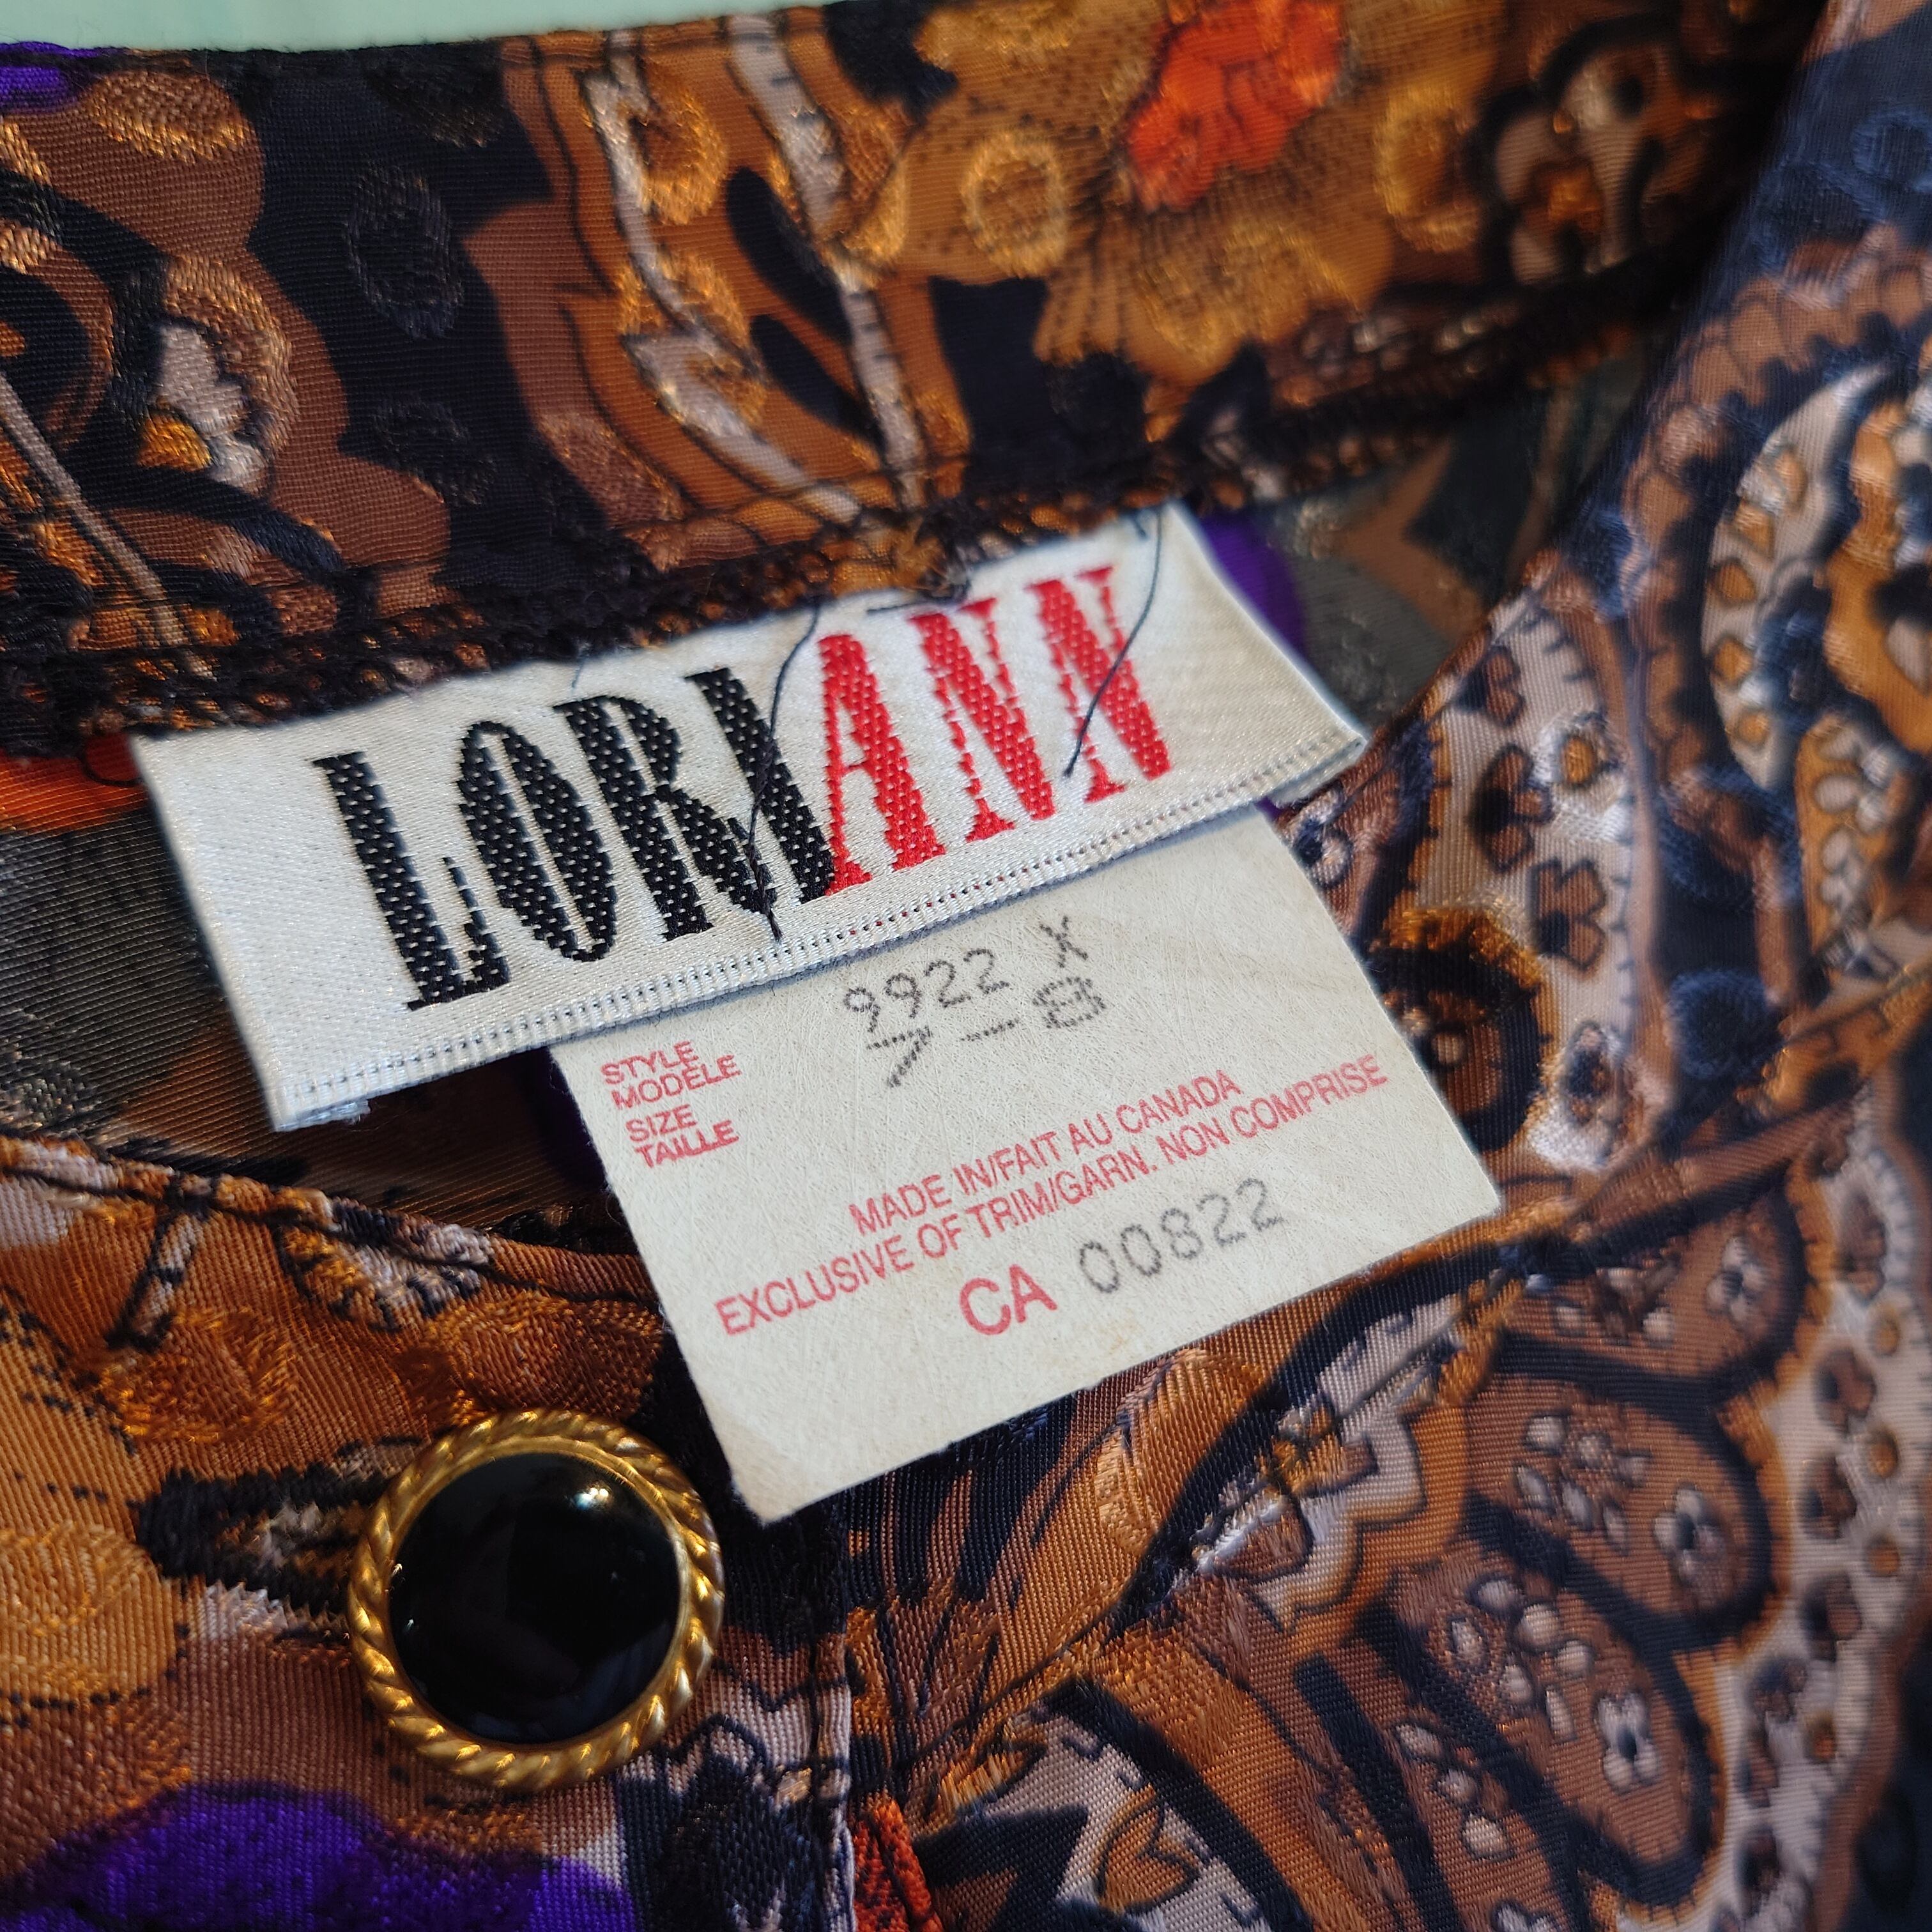 LORIANN
9922 X
7-8
STYLE
MODÈLE
SIZE
TAILLE
MADE IN/FAIT AU CANADA
EXCLUSIVE OF TRIM/GARN. NON COMPRISE
CA 00822